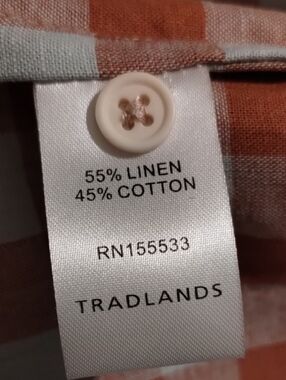 55% LINEN
45% COTTON
RN155533
TRADLANDS